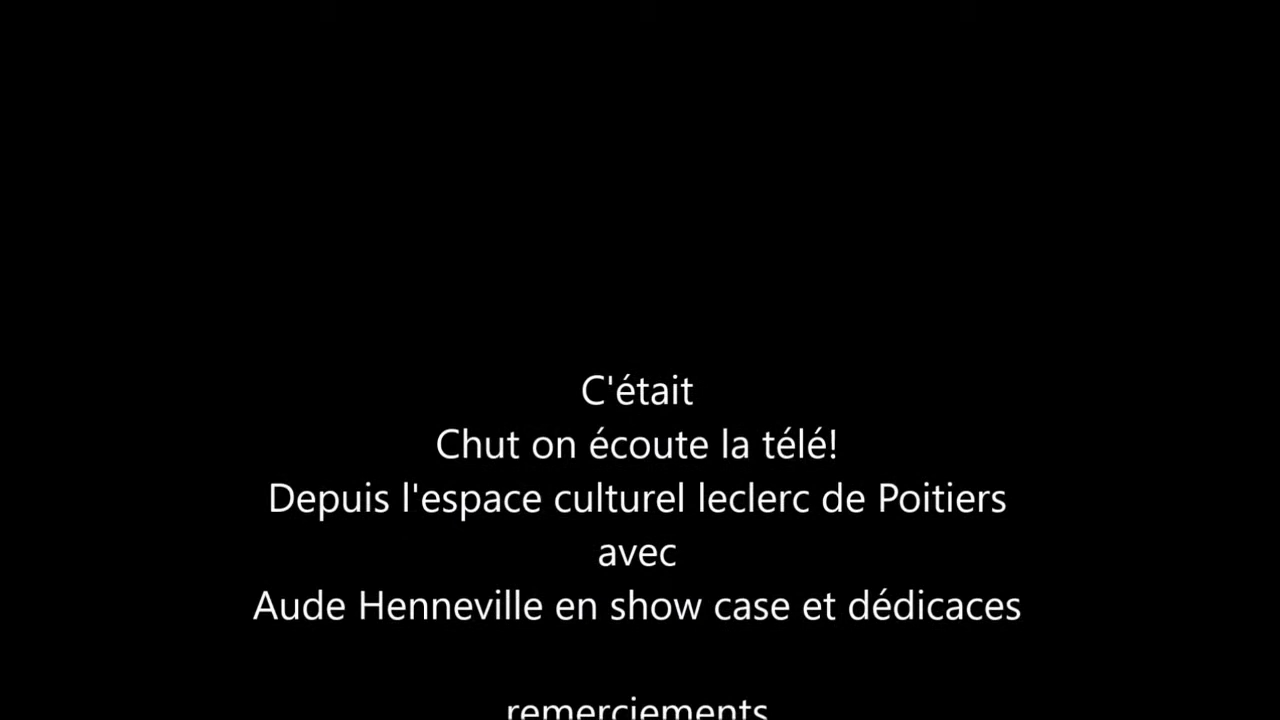 C'était
Chut on écoute la télé!
Depuis l'espace culturel leclerc de Poitiers
avec
Aude Henneville en show case et dédicaces
remerciements